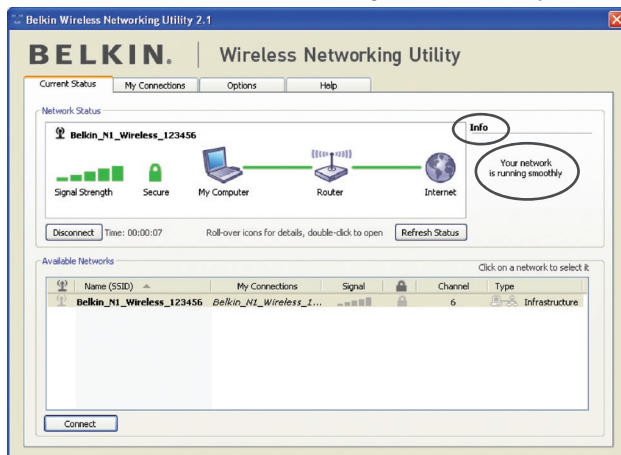 Belkin Wireless Networking Utility 2.1
BELKIN. Wireless Networking Utility
Current Status My Connections Options Help
Network Status
Belkin_N1_Wireless_123456
Info
Your network
is running smoothly
Signal Strength Secure My Computer Router Internet
Disconnect Time: 00:00:07 Roll-over icons for details, double-click to open Refresh Status
Available Networks
Click on a network to select it
Name (SSID) My Connections Signal Channel Type
Belkin_N1_Wireless_123456 Belkin_N1_Wireless_1... 6 Infrastructure
Connect